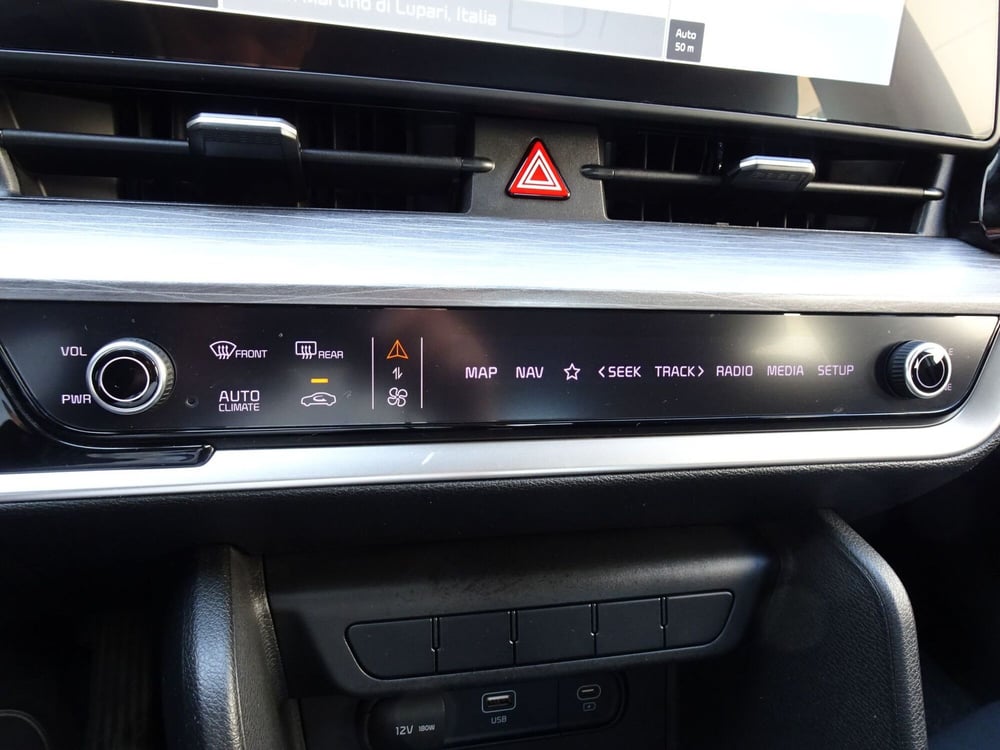 di Lupari, Italia
Auto
50 m
VOL
PWR
FRONT
REAR
AUTO
CLIMATE
MAP NAV SEEK TRACK RADIO MEDIA SETUP
12V 180W
USB